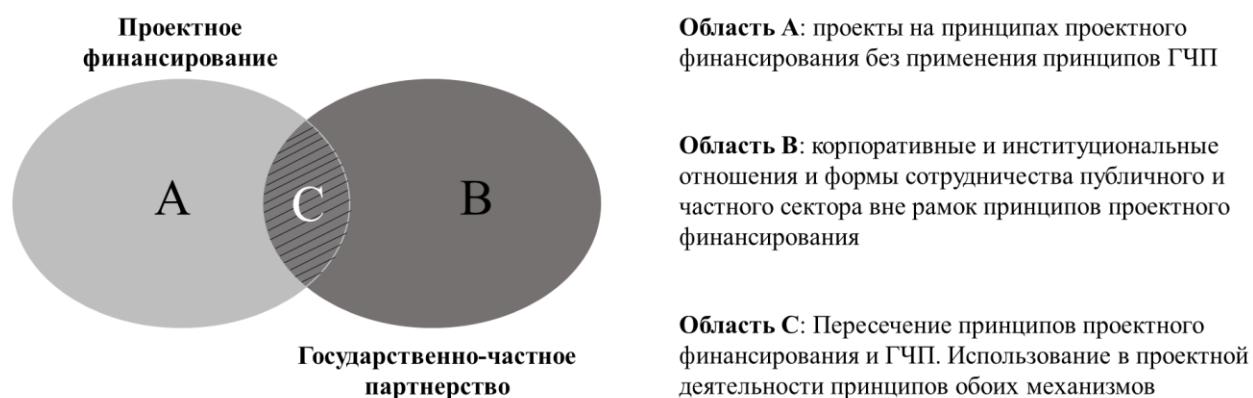 Проектное
финансирование
A
C
B
Государственно-частное
партнерство
Область A: проекты на принципах проектного
финансирования без применения принципов ГЧП
Область B: корпоративные и институциональные
отношения и формы сотрудничества публичного и
частного сектора вне рамок принципов проектного
финансирования
Область C: Пересечение принципов проектного
финансирования и ГЧП. Использование в проектной
деятельности принципов обоих механизмов